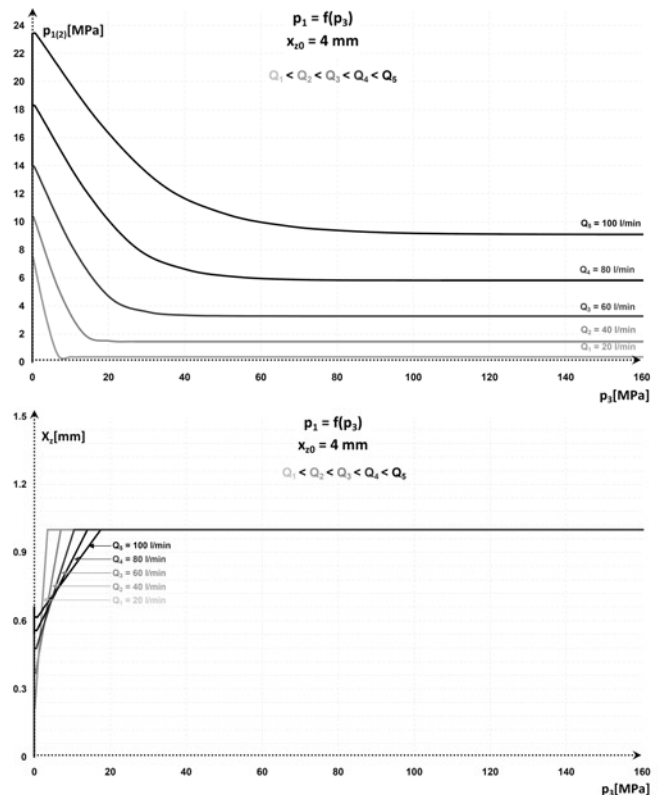 p₁ = f(p₃)
x_z0 = 4 mm
Q₁ < Q₂ < Q₃ < Q₄ < Q₅
p₁₍₂₎ [MPa]
24
22
20
18
16
14
12
10
8
6
4
2
0
Q₅ = 100 l/min
Q₄ = 80 l/min
Q₃ = 60 l/min
Q₂ = 40 l/min
Q₁ = 20 l/min
0 20 40 60 80 100 120 140 160
p₃[MPa]
p₁ = f(p₃)
x_z0 = 4 mm
Q₁ < Q₂ < Q₃ < Q₄ < Q₅
X_z[mm]
1.5
1.2
0.9
0.6
0.3
0
Q₅ = 100 l/min
Q₄ = 80 l/min
Q₃ = 60 l/min
Q₂ = 40 l/min
Q₁ = 20 l/min
0 20 40 60 80 100 120 140 160
p₃[MPa]